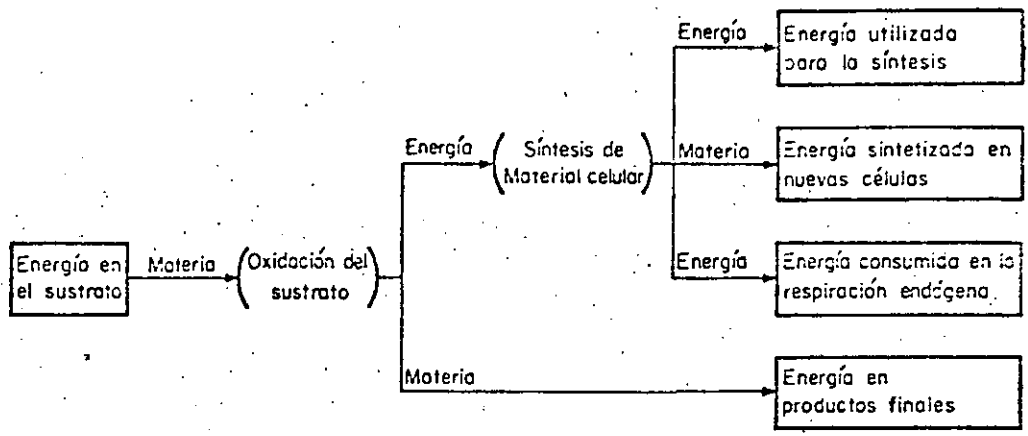 Energía
Energía utilizada
para la síntesis
Energía
Síntesis de
Material celular
Materia
Energía sintetizada en
nuevas células
Energía en
el sustrato
Materia
Oxidación del
sustrato
Energía
Energía consumida en la
respiración endógena
Materia
Energía en
productos finales